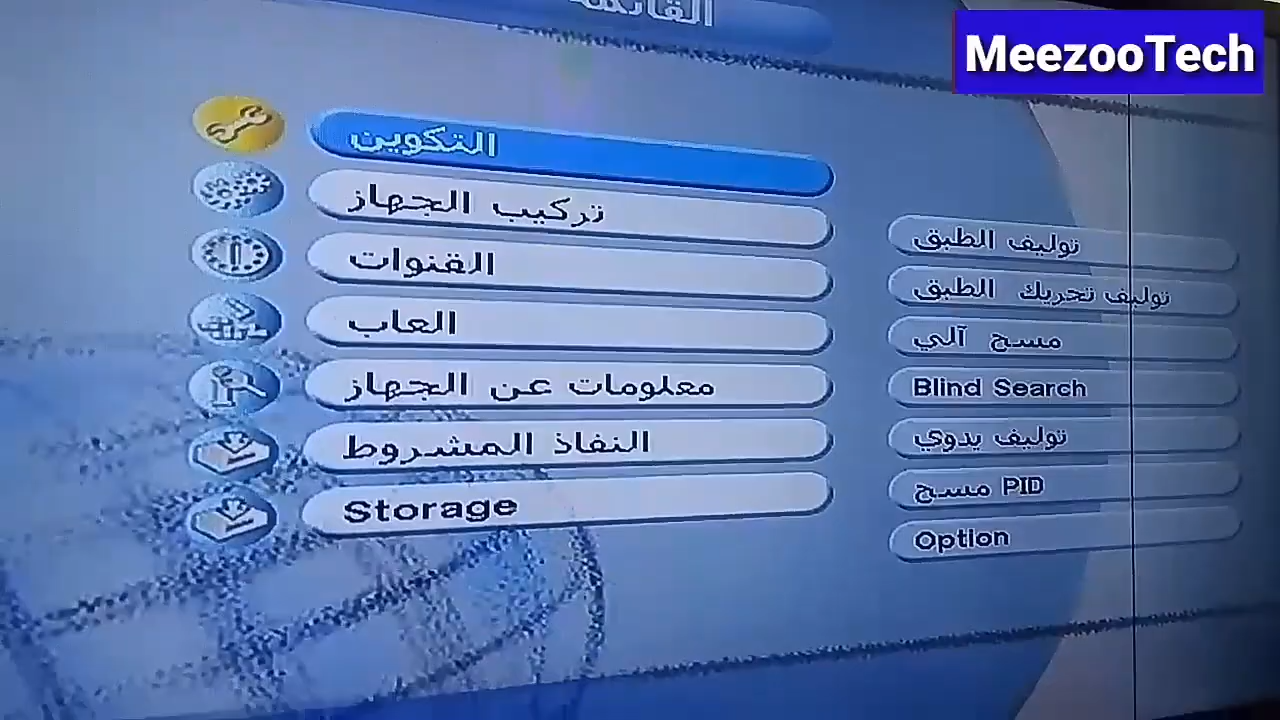 القائمة
MeezooTech
التكوين
تركيب الجهاز
القنوات
العاب
معلومات عن الجهاز
النفاذ المشروط
Storage
توليف الطبق
توليف تحريك الطبق
مسح آلي
Blind Search
توليف يدوي
PID مسح
Option